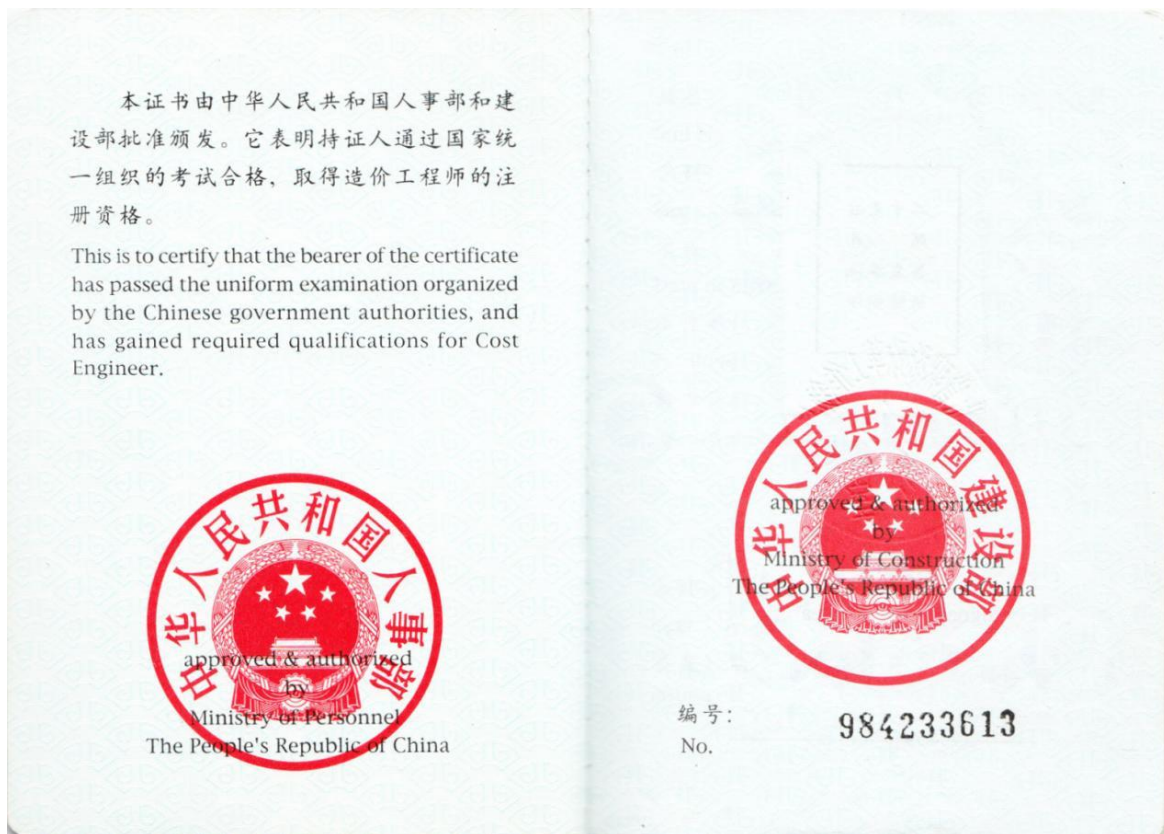 本证书由中华人民共和国人事部和建
设部批准颁发。它表明持证人通过国家统
一组织的考试合格，取得造价工程师的注
册资格。
This is to certify that the bearer of the certificate
has passed the uniform examination organized
by the Chinese government authorities, and
has gained required qualifications for Cost
Engineer.
中华人民共和国人事部
approved & authorized
by
Ministry of Personnel
The People's Republic of China
中华人民共和国建设部
approved & authorized
by
Ministry of Construction
The People's Republic of China
编号：
No.
984233613